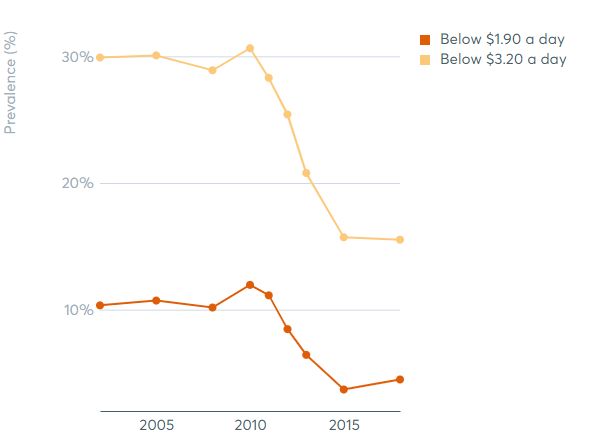 Prevalence (%)
30%
20%
10%
2005 2010 2015
Below $1.90 a day
Below $3.20 a day